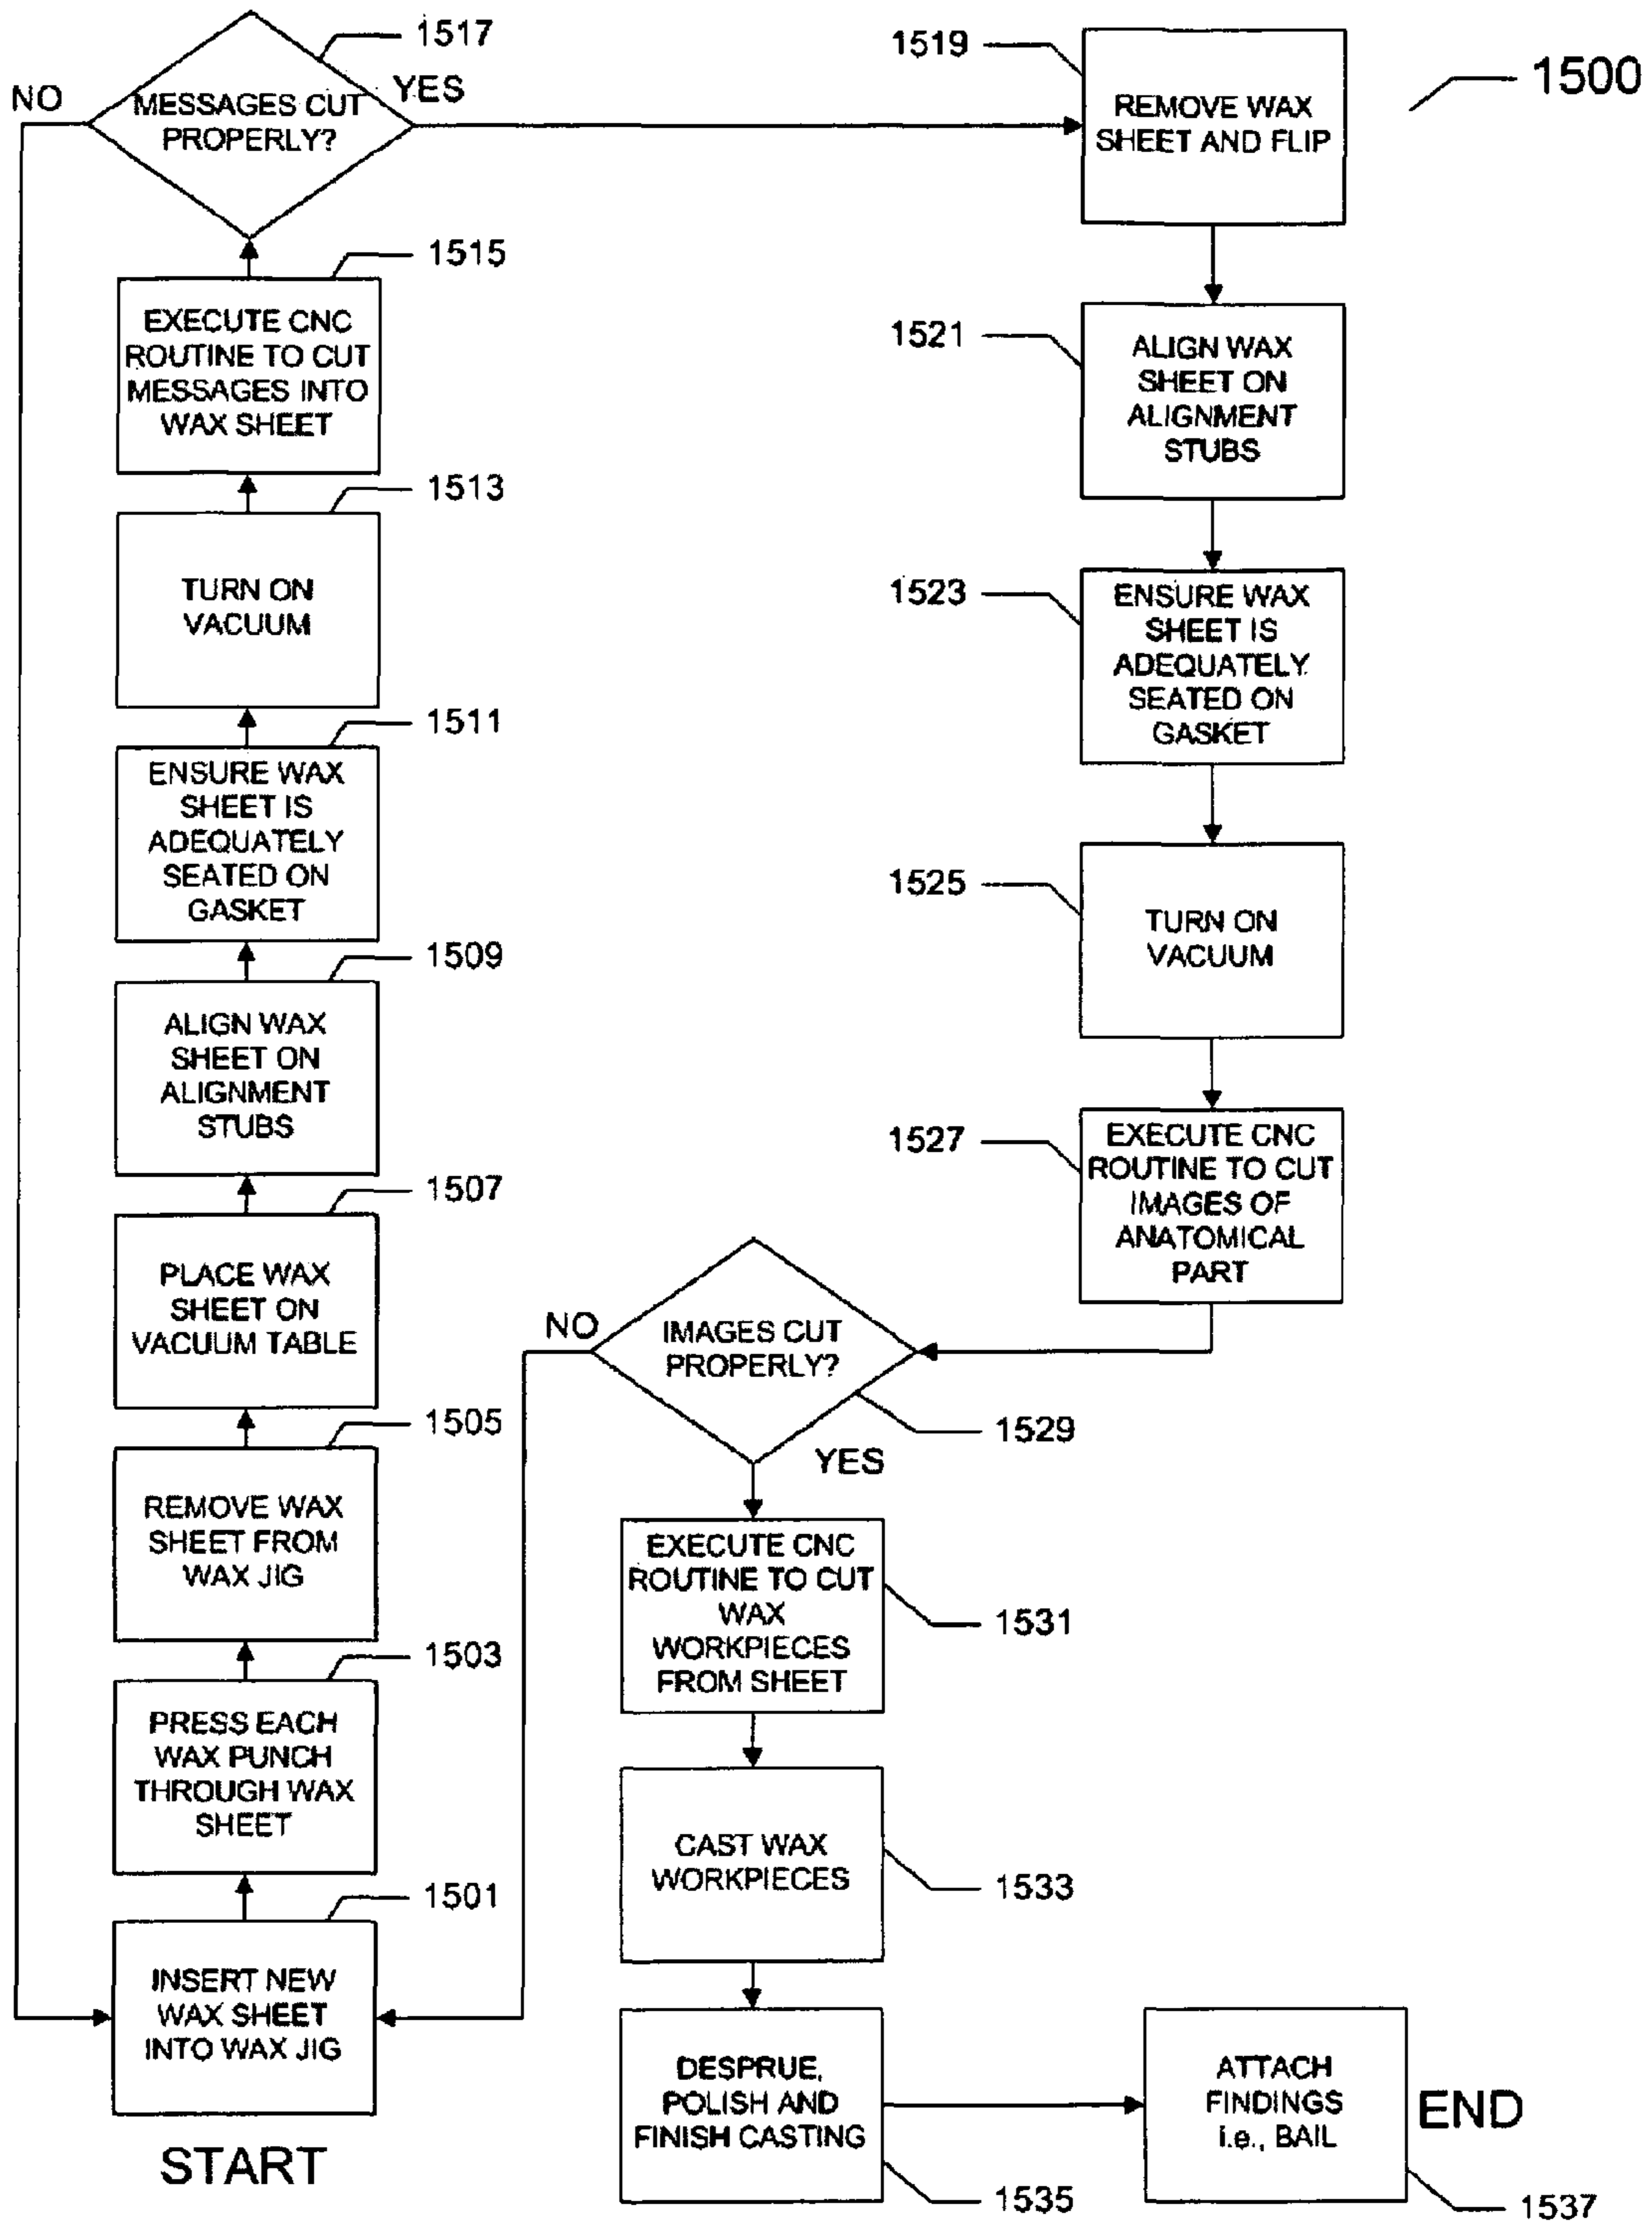 1500
START
1501
INSERT NEW
WAX SHEET
INTO WAX JIG
1503
PRESS EACH
WAX PUNCH
THROUGH WAX
SHEET
1505
REMOVE WAX
SHEET FROM
WAX JIG
1507
PLACE WAX
SHEET ON
VACUUM TABLE
1509
ALIGN WAX
SHEET ON
ALIGNMENT
STUBS
1511
ENSURE WAX
SHEET IS
ADEQUATELY
SEATED ON
GASKET
1513
TURN ON
VACUUM
1515
EXECUTE CNC
ROUTINE TO CUT
MESSAGES INTO
WAX SHEET
1517
MESSAGES CUT
PROPERLY?
NO
YES
1519
REMOVE WAX
SHEET AND FLIP
1521
ALIGN WAX
SHEET ON
ALIGNMENT
STUBS
1523
ENSURE WAX
SHEET IS
ADEQUATELY
SEATED ON
GASKET
1525
TURN ON
VACUUM
1527
EXECUTE CNC
ROUTINE TO CUT
IMAGES OF
ANATOMICAL
PART
1529
IMAGES CUT
PROPERLY?
NO
YES
1531
EXECUTE CNC
ROUTINE TO CUT
WAX
WORKPIECES
FROM SHEET
1533
CAST WAX
WORKPIECES
1535
DESPRUE,
POLISH AND
FINISH CASTING
1537
ATTACH
FINDINGS
i.e., BAIL
END